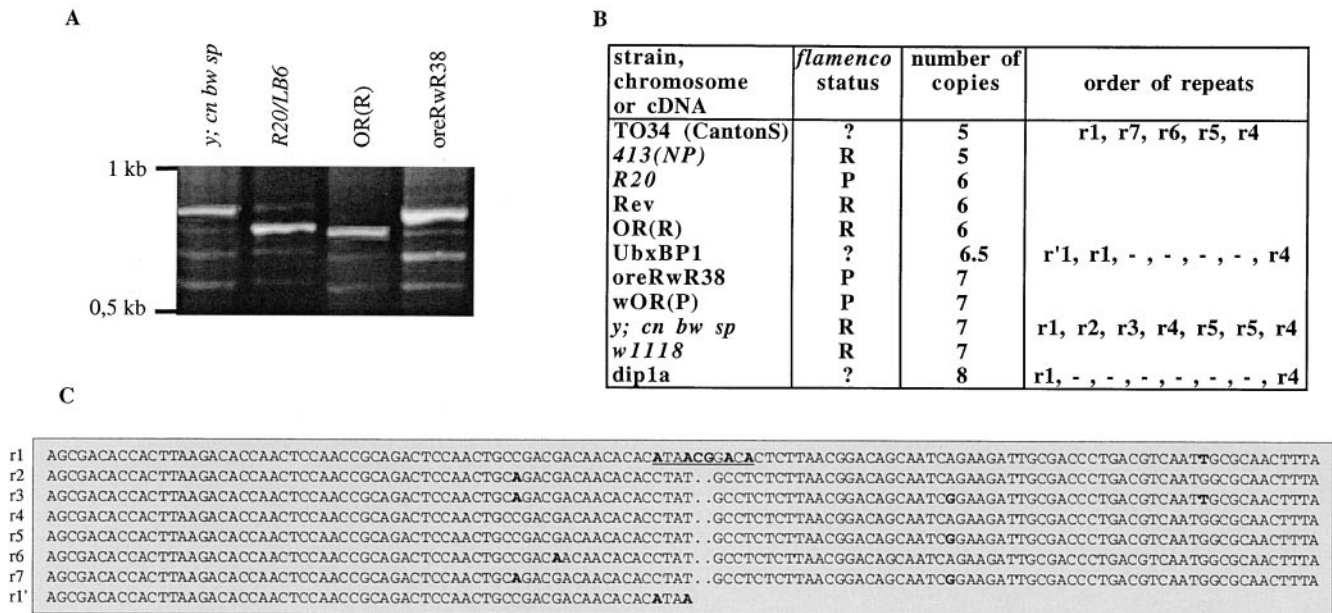 A
B
y; cn bw sp
R20/LB6
OR(R)
oreRwR38
1 kb
0,5 kb
strain, chromosome or cDNA | flamenco status | number of copies | order of repeats
TO34 (CantonS) ? 5 r1, r7, r6, r5, r4
413(NP) R 5
R20 P 6
Rev R 6
OR(R) R 6
UbxBP1 ? 6.5 r'1, r1, - , - , - , - , r4
oreRwR38 P 7
wOR(P) P 7
y; cn bw sp R 7 r1, r2, r3, r4, r5, r5, r4
w1118 R 7
dip1a ? 8 r1, - , - , - , - , - , - , r4
C
r1 AGCGACACCACTTAAGACACCAACTCCAACCGCAGACTCCAACTGCCGACGACAACACACATAACGGACACTCTTAACGGACAGCAATCAGAAGATTGCGACCCTGACGTCAATTGCGCAACTTTA
r2 AGCGACACCACTTAAGACACCAACTCCAACCGCAGACTCCAACTGCAGACGACAACACACCTAT..GCCTCTCTTAACGGACAGCAATCAGAAGATTGCGACCCTGACGTCAATGGCGCAACTTTA
r3 AGCGACACCACTTAAGACACCAACTCCAACCGCAGACTCCAACTGCAGACGACAACACACCTAT..GCCTCTCTTAACGGACAGCAATCGGAAGATTGCGACCCTGACGTCAATTGCGCAACTTTA
r4 AGCGACACCACTTAAGACACCAACTCCAACCGCAGACTCCAACTGCCGACGACAACACACCTAT..GCCTCTCTTAACGGACAGCAATCAGAAGATTGCGACCCTGACGTCAATGGCGCAACTTTA
r5 AGCGACACCACTTAAGACACCAACTCCAACCGCAGACTCCAACTGCCGACGACAACACACCTAT..GCCTCTCTTAACGGACAGCAATCGGAAGATTGCGACCCTGACGTCAATGGCGCAACTTTA
r6 AGCGACACCACTTAAGACACCAACTCCAACCGCAGACTCCAACTGCCGACAACAACACACCTAT..GCCTCTCTTAACGGACAGCAATCAGAAGATTGCGACCCTGACGTCAATGGCGCAACTTTA
r7 AGCGACACCACTTAAGACACCAACTCCAACCGCAGACTCCAACTGCAGACGACAACACACCTAT..GCCTCTCTTAACGGACAGCAATCGGAAGATTGCGACCCTGACGTCAATGGCGCAACTTTA
r1' AGCGACACCACTTAAGACACCAACTCCAACCGCAGACTCCAACTGCCGACGACAACACACATAA